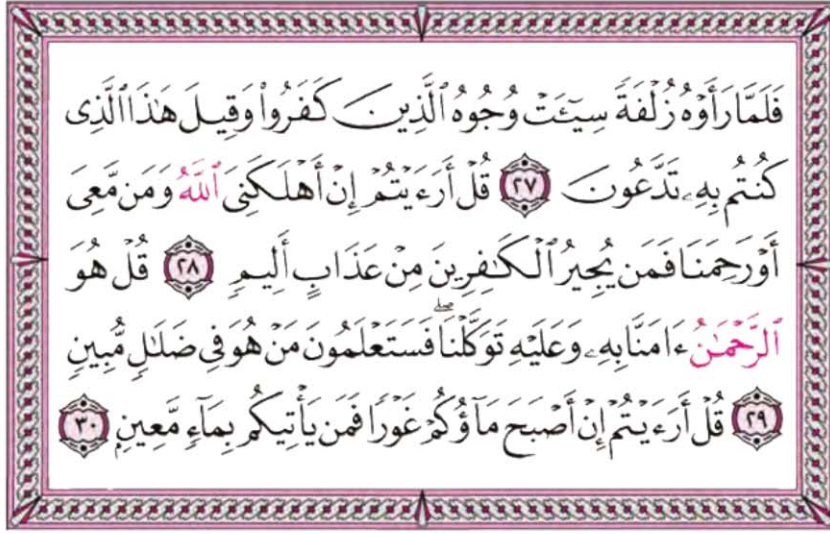 فَلَمَّا رَأَوْهُ زُلْفَةً سِيٓـَٔتْ وُجُوهُ ٱلَّذِينَ كَفَرُوا۟ وَقِيلَ هَٰذَا ٱلَّذِى
كُنتُم بِهِۦ تَدَّعُونَ ٢٧ قُلْ أَرَءَيْتُمْ إِنْ أَهْلَكَنِىَ ٱللَّهُ وَمَن مَّعِىَ
أَوْ رَحِمَنَا فَمَن يُجِيرُ ٱلْكَٰفِرِينَ مِنْ عَذَابٍ أَلِيمٍ ٢٨ قُلْ هُوَ
ٱلرَّحْمَٰنُ ءَامَنَّا بِهِۦ وَعَلَيْهِ تَوَكَّلْنَا ۖ فَسَتَعْلَمُونَ مَنْ هُوَ فِى ضَلَٰلٍ مُّبِينٍ
٢٩ قُلْ أَرَءَيْتُمْ إِنْ أَصْبَحَ مَآؤُكُمْ غَوْرًا فَمَن يَأْتِيكُم بِمَآءٍ مَّعِينٍۭ ٣٠